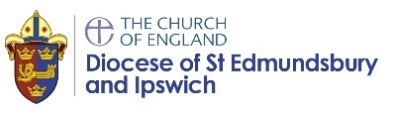 THE CHURCH
OF ENGLAND
Diocese of St Edmundsbury
and Ipswich